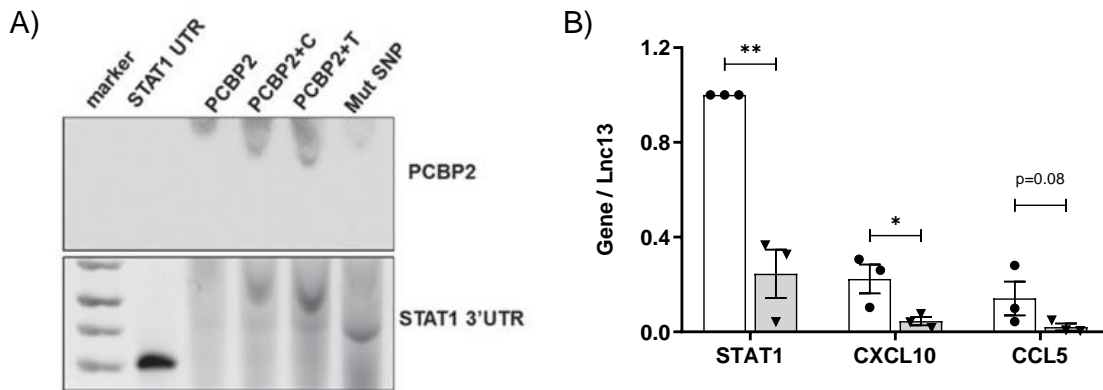 A)
marker
STAT1 UTR
PCBP2
PCBP2+C
PCBP2+T
Mut SNP
PCBP2
STAT1 3'UTR
B)
Gene / Lnc13
1.2
0.8
0.4
0.0
**
*
p=0.08
STAT1
CXCL10
CCL5